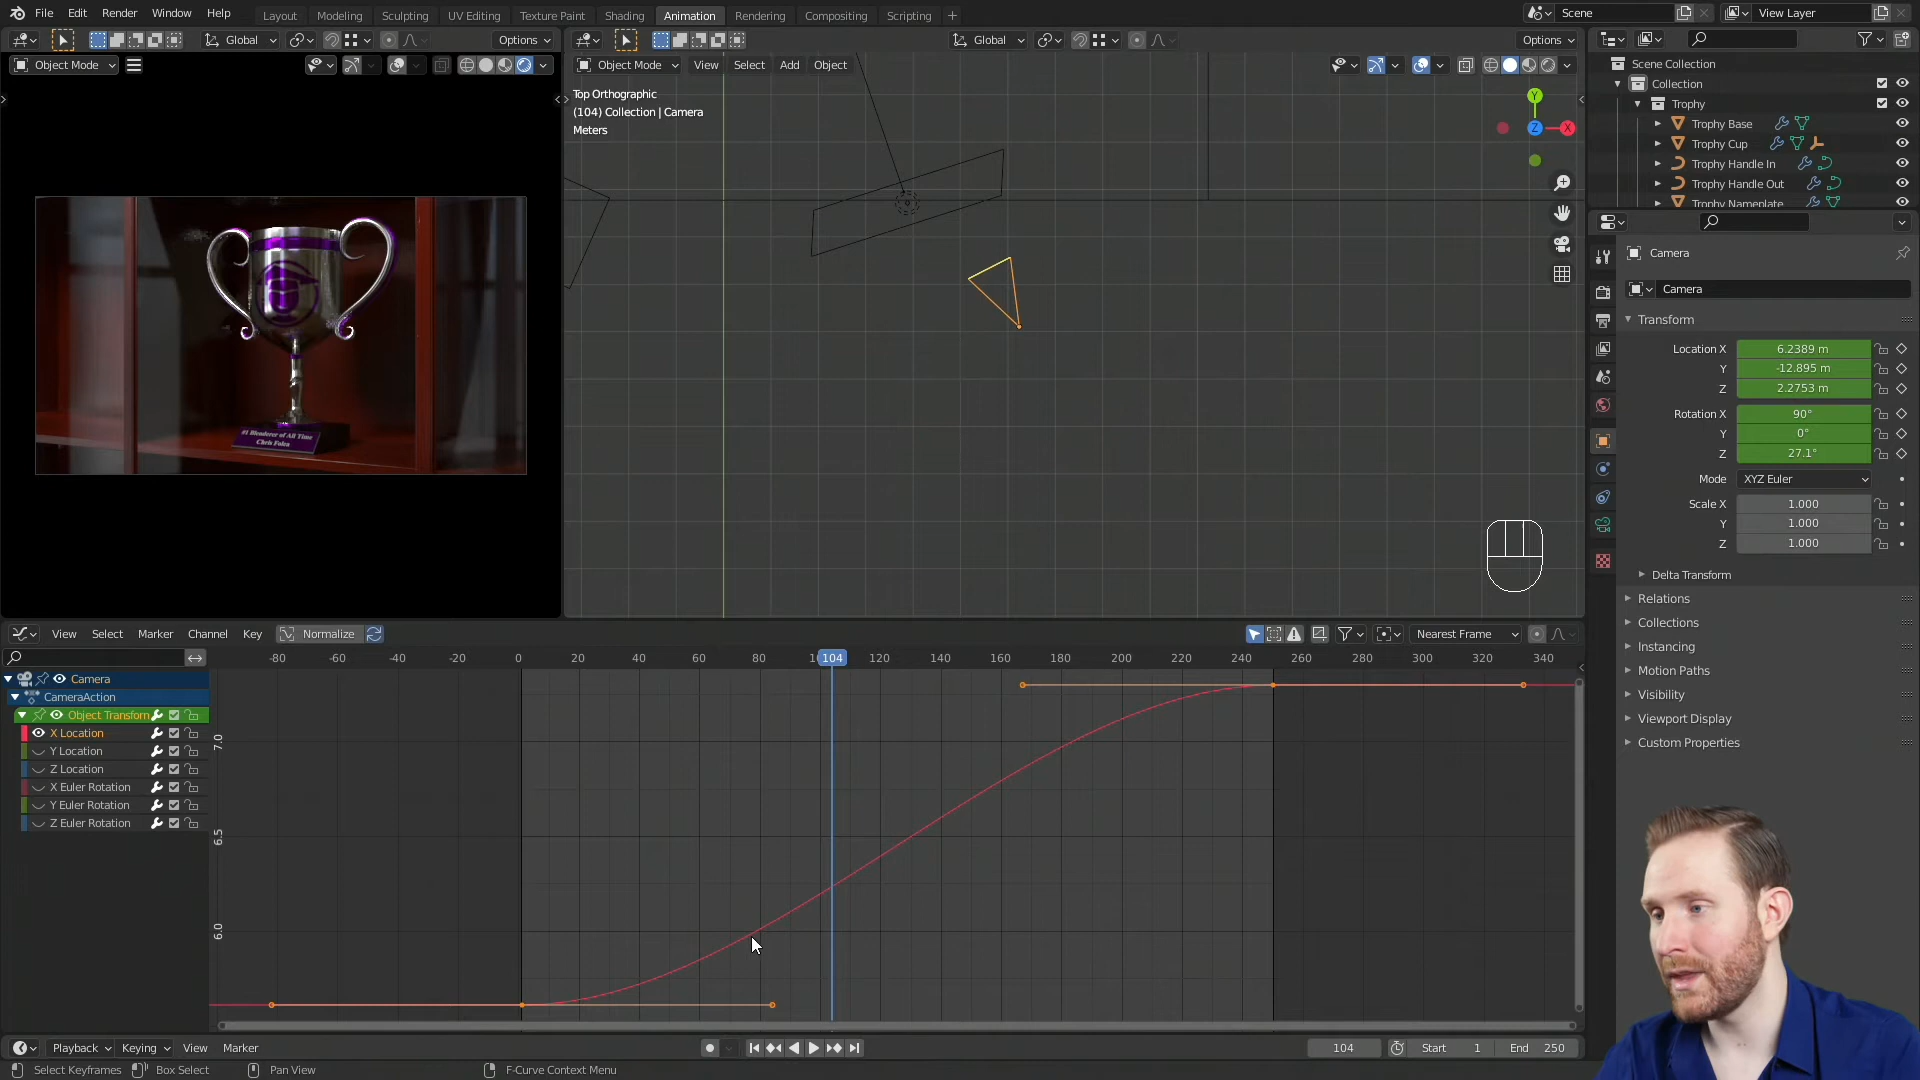 File Edit Render Window Help Layout Modeling Sculpting UV Editing Texture Paint Shading Animation Rendering Compositing Scripting + Scene View Layer
Global Options Global Options
Object Mode Object Mode View Select Add Object
Top Orthographic
(104) Collection | Camera
Meters
Y
Z X
#1 Blenderer of All Time
Chris Folea
Scene Collection
Collection
Trophy
Trophy Base
Trophy Cup
Trophy Handle In
Trophy Handle Out
Trophy Nameplate
Camera
Camera
Transform
Location X 6.2389 m
Y -12.895 m
Z 2.2753 m
Rotation X 90°
Y 0°
Z 27.1°
Mode XYZ Euler
Scale X 1.000
Y 1.000
Z 1.000
Delta Transform
Relations
Collections
Instancing
Motion Paths
Visibility
Viewport Display
Custom Properties
View Select Marker Channel Key Normalize Nearest Frame
-80 -60 -40 -20 0 20 40 60 80 104 120 140 160 180 200 220 240 260 280 300 320 340
Camera
CameraAction
Object Transform
X Location
Y Location
Z Location
X Euler Rotation
Y Euler Rotation
Z Euler Rotation
7.0
6.5
6.0
Playback Keying View Marker 104 Start 1 End 250
Select Keyframes Box Select Pan View F-Curve Context Menu